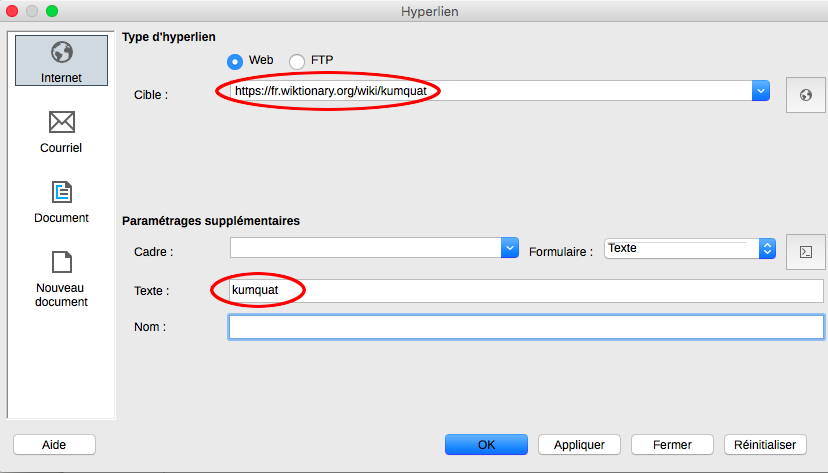 Hyperlien
Internet
Courriel
Document
Nouveau
document
Type d'hyperlien
Web FTP
Cible : https://fr.wiktionary.org/wiki/kumquat
Paramétrages supplémentaires
Cadre : Formulaire : Texte
Texte : kumquat
Nom :
Aide OK Appliquer Fermer Réinitialiser